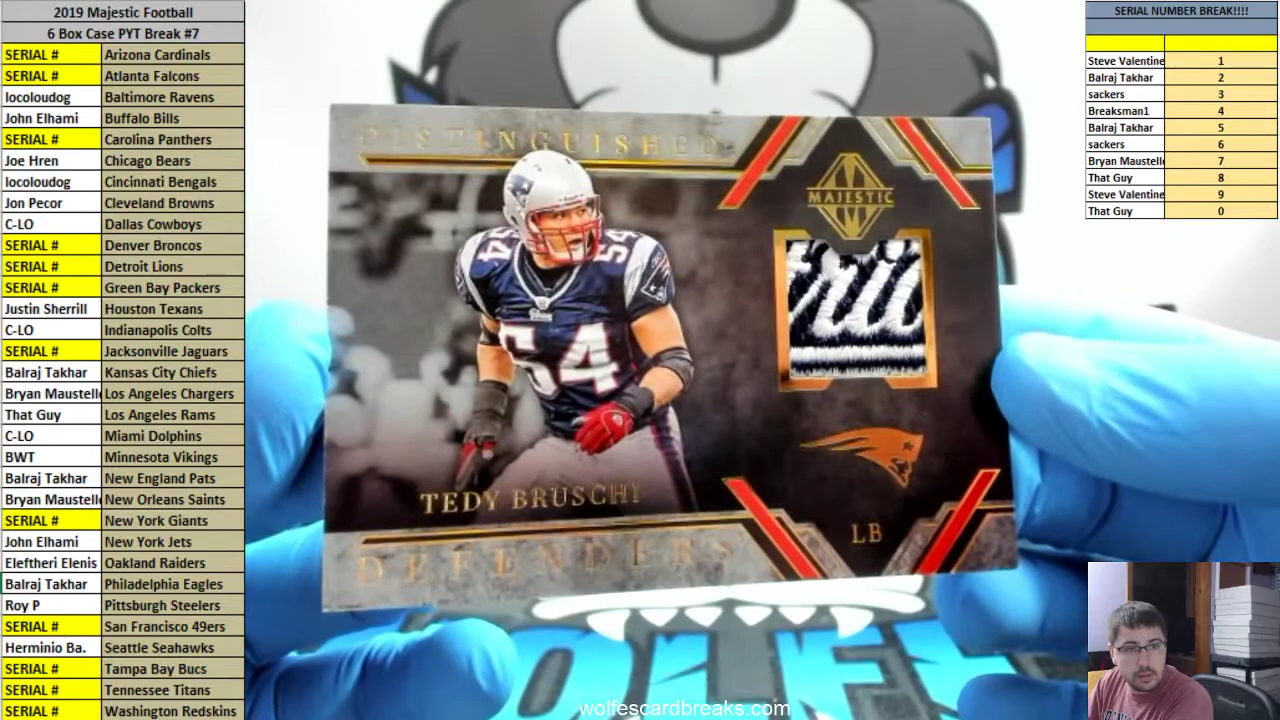 2019 Majestic Football
6 Box Case PYT Break #7
SERIAL # Arizona Cardinals
SERIAL # Atlanta Falcons
locoloudog Baltimore Ravens
John Elhami Buffalo Bills
SERIAL # Carolina Panthers
Joe Hren Chicago Bears
locoloudog Cincinnati Bengals
Jon Pecor Cleveland Browns
C-LO Dallas Cowboys
SERIAL # Denver Broncos
SERIAL # Detroit Lions
SERIAL # Green Bay Packers
Justin Sherrill Houston Texans
C-LO Indianapolis Colts
SERIAL # Jacksonville Jaguars
Balraj Takhar Kansas City Chiefs
Bryan Maustelle Los Angeles Chargers
That Guy Los Angeles Rams
C-LO Miami Dolphins
BWT Minnesota Vikings
Balraj Takhar New England Pats
Bryan Maustelle New Orleans Saints
SERIAL # New York Giants
John Elhami New York Jets
Eleftheri Elenis Oakland Raiders
Balraj Takhar Philadelphia Eagles
Roy P Pittsburgh Steelers
SERIAL # San Francisco 49ers
Herminio Ba. Seattle Seahawks
SERIAL # Tampa Bay Bucs
SERIAL # Tennessee Titans
SERIAL # Washington Redskins
DISTINGUISHED
MAJESTIC
54
54
54
TEDY BRUSCHI
LB
DEFENDERS
wolfescardbreaks.com
SERIAL NUMBER BREAK!!!!
Steve Valentine 1
Balraj Takhar 2
sackers 3
Breaksman1 4
Balraj Takhar 5
sackers 6
Bryan Maustelle 7
That Guy 8
Steve Valentine 9
That Guy 0